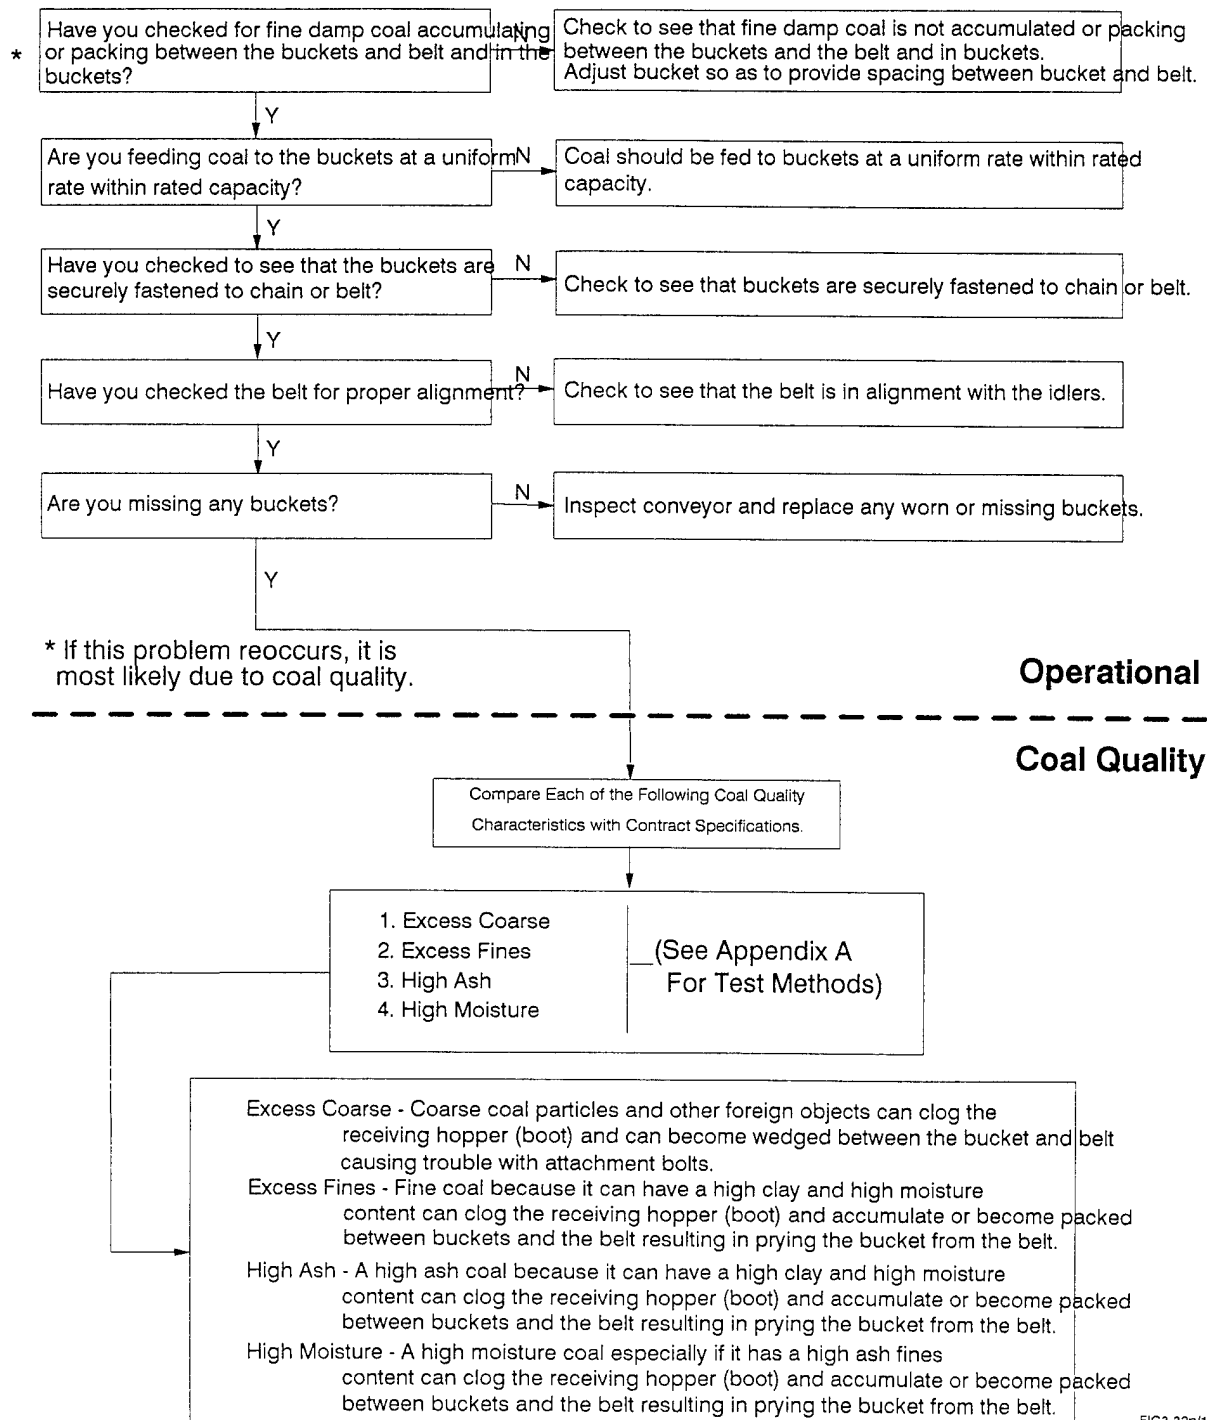 Have you checked for fine damp coal accumulating
or packing between the buckets and belt and in the
buckets?
*
N
Check to see that fine damp coal is not accumulated or packing
between the buckets and the belt and in buckets.
Adjust bucket so as to provide spacing between bucket and belt.
Y
Are you feeding coal to the buckets at a uniform
rate within rated capacity?
N
Coal should be fed to buckets at a uniform rate within rated
capacity.
Y
Have you checked to see that the buckets are
securely fastened to chain or belt?
N
Check to see that buckets are securely fastened to chain or belt.
Y
Have you checked the belt for proper alignment?
N
Check to see that the belt is in alignment with the idlers.
Y
Are you missing any buckets?
N
Inspect conveyor and replace any worn or missing buckets.
Y
* If this problem reoccurs, it is
most likely due to coal quality.
Operational
Coal Quality
Compare Each of the Following Coal Quality
Characteristics with Contract Specifications.
1. Excess Coarse
2. Excess Fines
3. High Ash
4. High Moisture
(See Appendix A
For Test Methods)
Excess Coarse - Coarse coal particles and other foreign objects can clog the
receiving hopper (boot) and can become wedged between the bucket and belt
causing trouble with attachment bolts.
Excess Fines - Fine coal because it can have a high clay and high moisture
content can clog the receiving hopper (boot) and accumulate or become packed
between buckets and the belt resulting in prying the bucket from the belt.
High Ash - A high ash coal because it can have a high clay and high moisture
content can clog the receiving hopper (boot) and accumulate or become packed
between buckets and the belt resulting in prying the bucket from the belt.
High Moisture - A high moisture coal especially if it has a high ash fines
content can clog the receiving hopper (boot) and accumulate or become packed
between buckets and the belt resulting in prying the bucket from the belt.